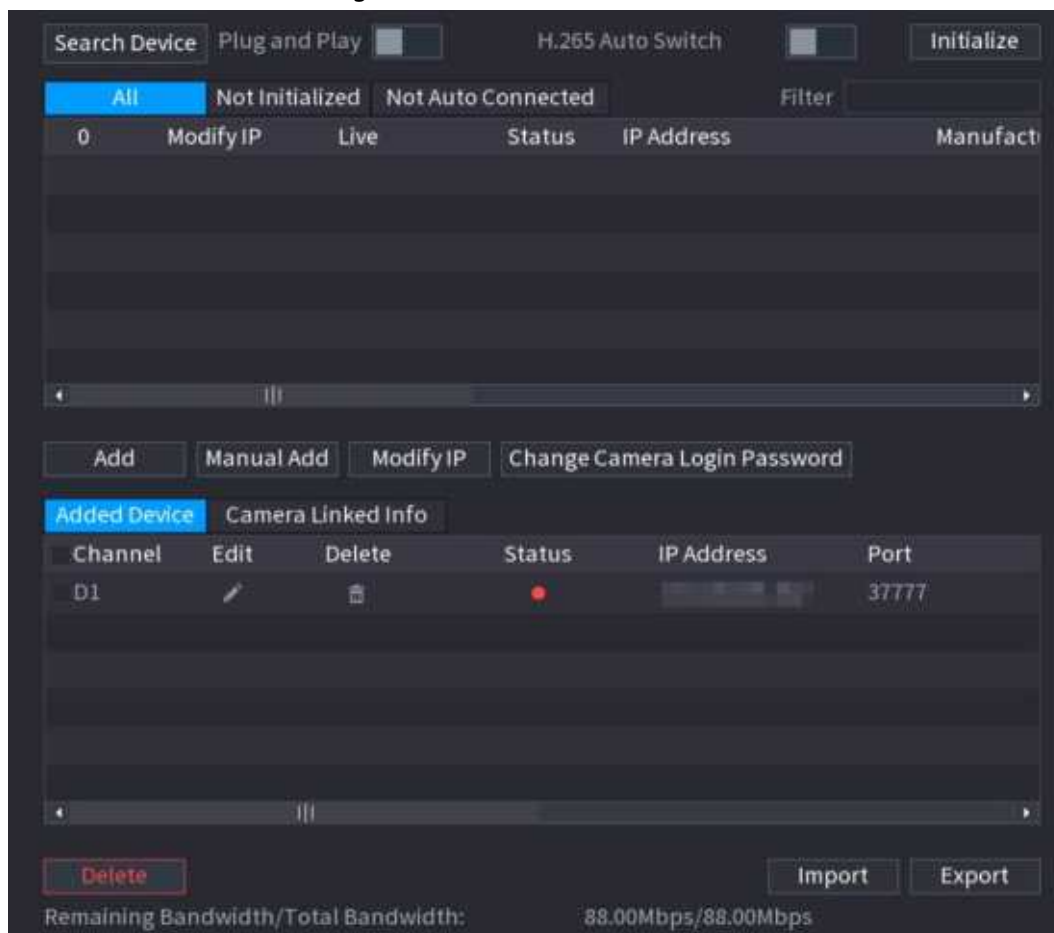 Search Device Plug and Play H.265 Auto Switch Initialize
All Not Initialized Not Auto Connected Filter
0 Modify IP Live Status IP Address Manufact
Add Manual Add Modify IP Change Camera Login Password
Added Device Camera Linked Info
Channel Edit Delete Status IP Address Port
D1 37777
Delete Import Export
Remaining Bandwidth/Total Bandwidth: 88.00Mbps/88.00Mbps